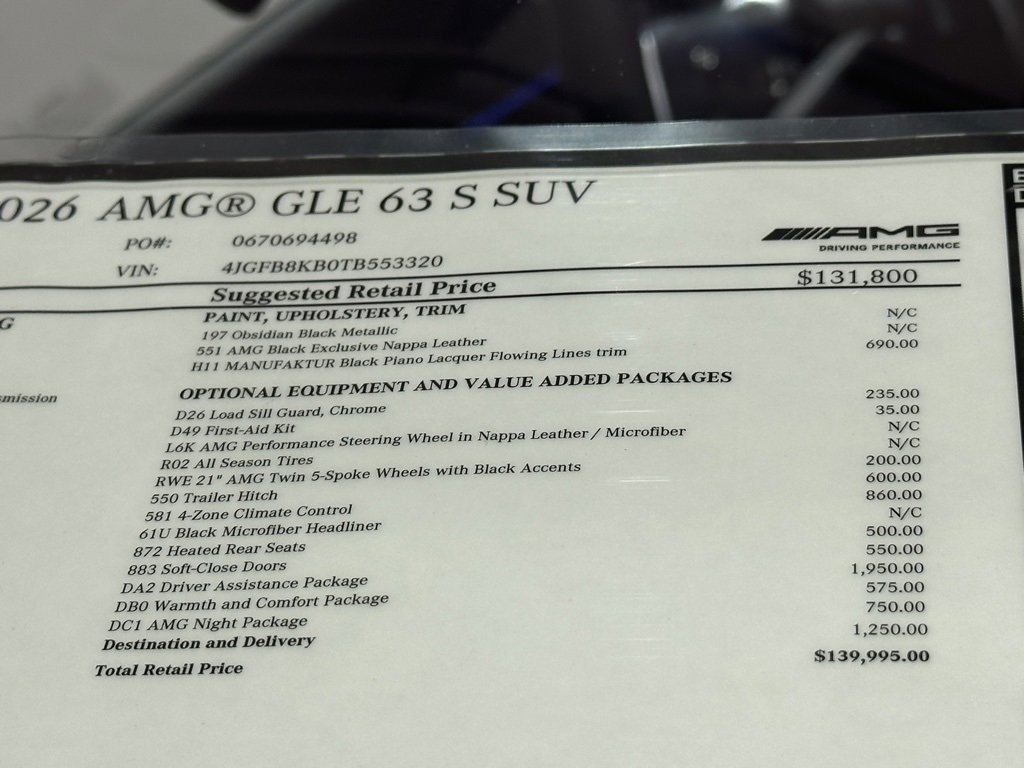 026 AMG® GLE 63 S SUV
PO#: 0670694498
VIN: 4JGFB8KB0TB553320
AMG
DRIVING PERFORMANCE
Suggested Retail Price $131,800
PAINT, UPHOLSTERY, TRIM
197 Obsidian Black Metallic N/C
551 AMG Black Exclusive Nappa Leather N/C
H11 MANUFAKTUR Black Piano Lacquer Flowing Lines trim 690.00
OPTIONAL EQUIPMENT AND VALUE ADDED PACKAGES
D26 Load Sill Guard, Chrome 235.00
D49 First-Aid Kit 35.00
L6K AMG Performance Steering Wheel in Nappa Leather / Microfiber N/C
R02 All Season Tires N/C
RWE 21" AMG Twin 5-Spoke Wheels with Black Accents 200.00
550 Trailer Hitch 600.00
581 4-Zone Climate Control 860.00
61U Black Microfiber Headliner N/C
872 Heated Rear Seats 500.00
883 Soft-Close Doors 550.00
DA2 Driver Assistance Package 1,950.00
DB0 Warmth and Comfort Package 575.00
DC1 AMG Night Package 750.00
Destination and Delivery 1,250.00
Total Retail Price $139,995.00
G
smission